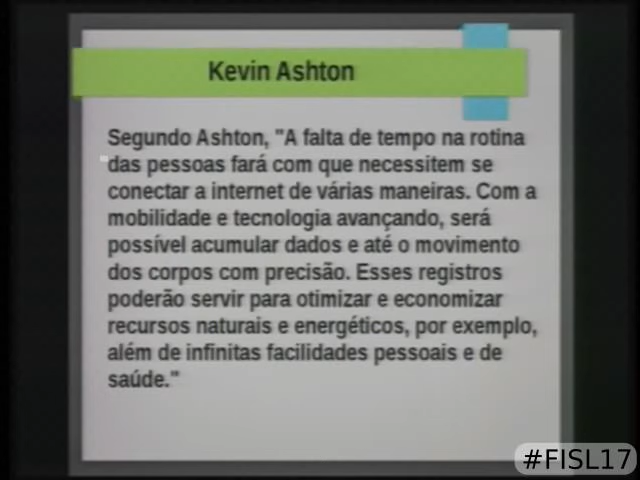 Kevin Ashton
Segundo Ashton, "A falta de tempo na rotina
das pessoas fará com que necessitem se
conectar a internet de várias maneiras. Com a
mobilidade e tecnologia avançando, será
possível acumular dados e até o movimento
dos corpos com precisão. Esses registros
poderão servir para otimizar e economizar
recursos naturais e energéticos, por exemplo,
além de infinitas facilidades pessoais e de
saúde."
#FISL17